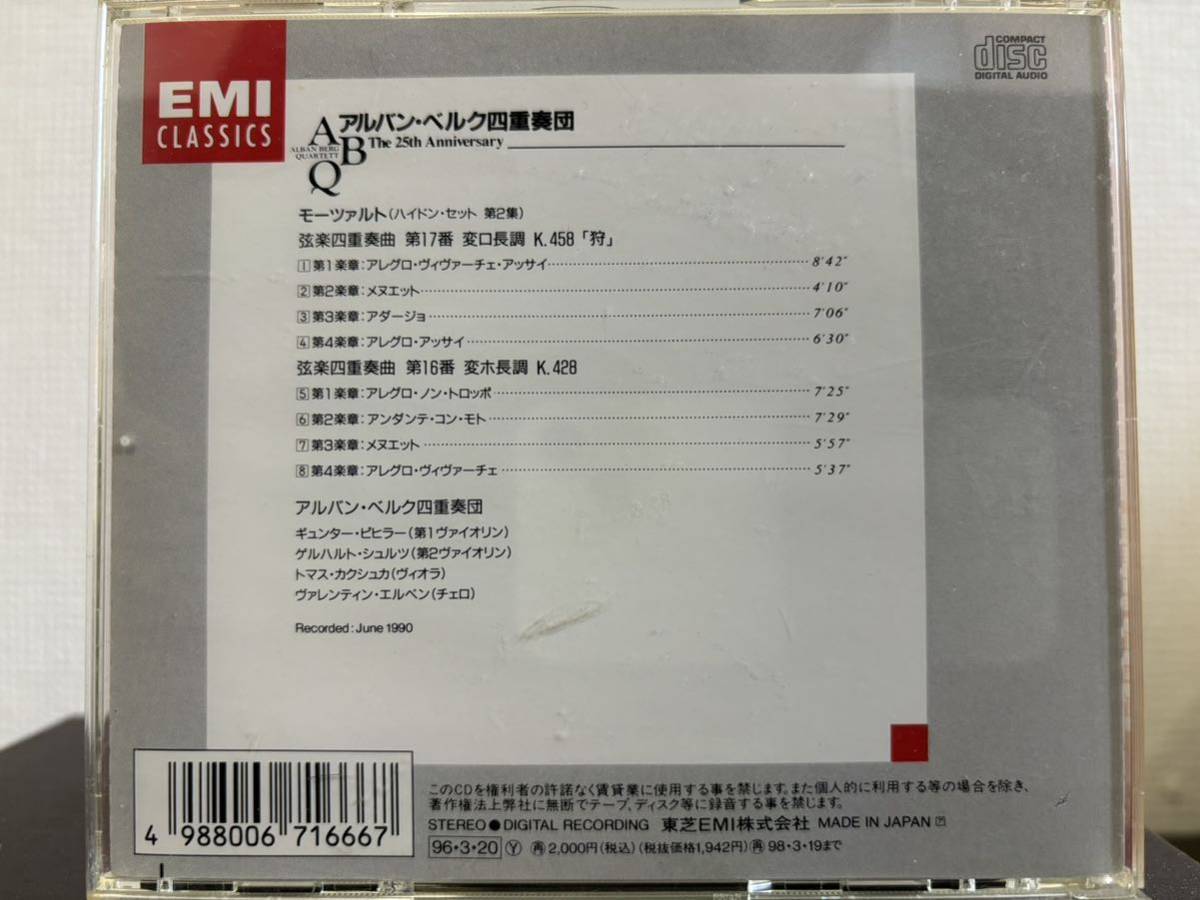 EMI
CLASSICS
COMPACT
disc
DIGITAL AUDIO
アルバン・ベルク四重奏団
The 25th Anniversary
ABQ
ALBAN BERG
QUARTETT
モーツァルト(ハイドン・セット 第2集)
弦楽四重奏曲 第17番 変ロ長調 K.458「狩」
1 第1楽章:アレグロ・ヴィヴァーチェ・アッサイ 8'42"
2 第2楽章:メヌエット 4'10"
3 第3楽章:アダージョ 7'06"
4 第4楽章:アレグロ・アッサイ 6'30"
弦楽四重奏曲 第16番 変ホ長調 K.428
5 第1楽章:アレグロ・ノン・トロッポ 7'25"
6 第2楽章:アンダンテ・コン・モト 7'29"
7 第3楽章:メヌエット 5'57"
8 第4楽章:アレグロ・ヴィヴァーチェ 5'37"
アルバン・ベルク四重奏団
ギュンター・ピヒラー(第1ヴァイオリン)
ゲルハルト・シュルツ(第2ヴァイオリン)
トマス・カクシュカ(ヴィオラ)
ヴァレンティン・エルベン(チェロ)
Recorded:June 1990
このCDを権利者の許諾なく賃貸業に使用する事を禁じます。また個人的に利用する等の場合を除き、
著作権法上弊社に無断でテープ、ディスク等に録音する事を禁じます。
STEREO●DIGITAL RECORDING 東芝EMI株式会社 MADE IN JAPAN
96・3・20 Ⓨ 再 2,000円(税込)(税抜価格1,942円) 再 98・3・19まで
4 988006 716667